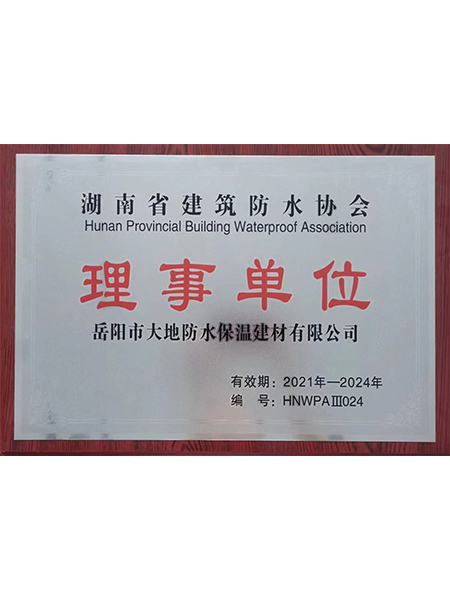 湖南省建筑防水协会
Hunan Provincial Building Waterproof Association
理事单位
岳阳市大地防水保温建材有限公司
有效期：2021年—2024年
编 号：HNWPAⅢ024